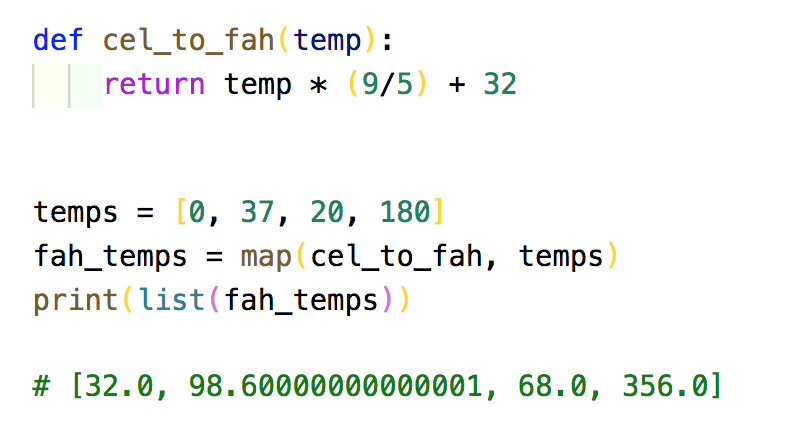 def cel_to_fah(temp):
    return temp * (9/5) + 32
temps = [0, 37, 20, 180]
fah_temps = map(cel_to_fah, temps)
print(list(fah_temps))
# [32.0, 98.60000000000001, 68.0, 356.0]